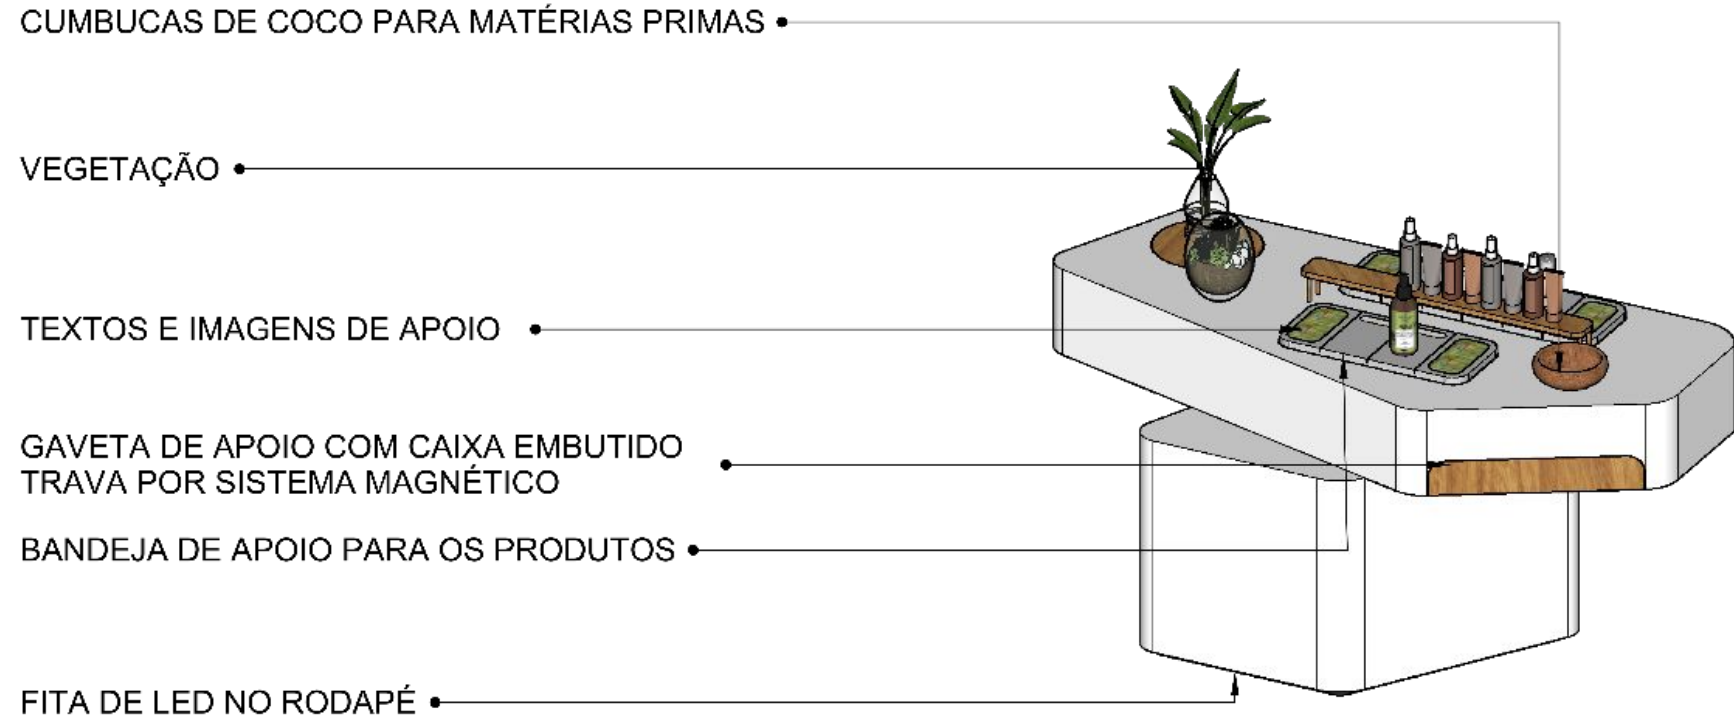 CUMBUCAS DE COCO PARA MATÉRIAS PRIMAS
VEGETAÇÃO
TEXTOS E IMAGENS DE APOIO
GAVETA DE APOIO COM CAIXA EMBUTIDO
TRAVA POR SISTEMA MAGNÉTICO
BANDEJA DE APOIO PARA OS PRODUTOS
FITA DE LED NO RODAPÉ